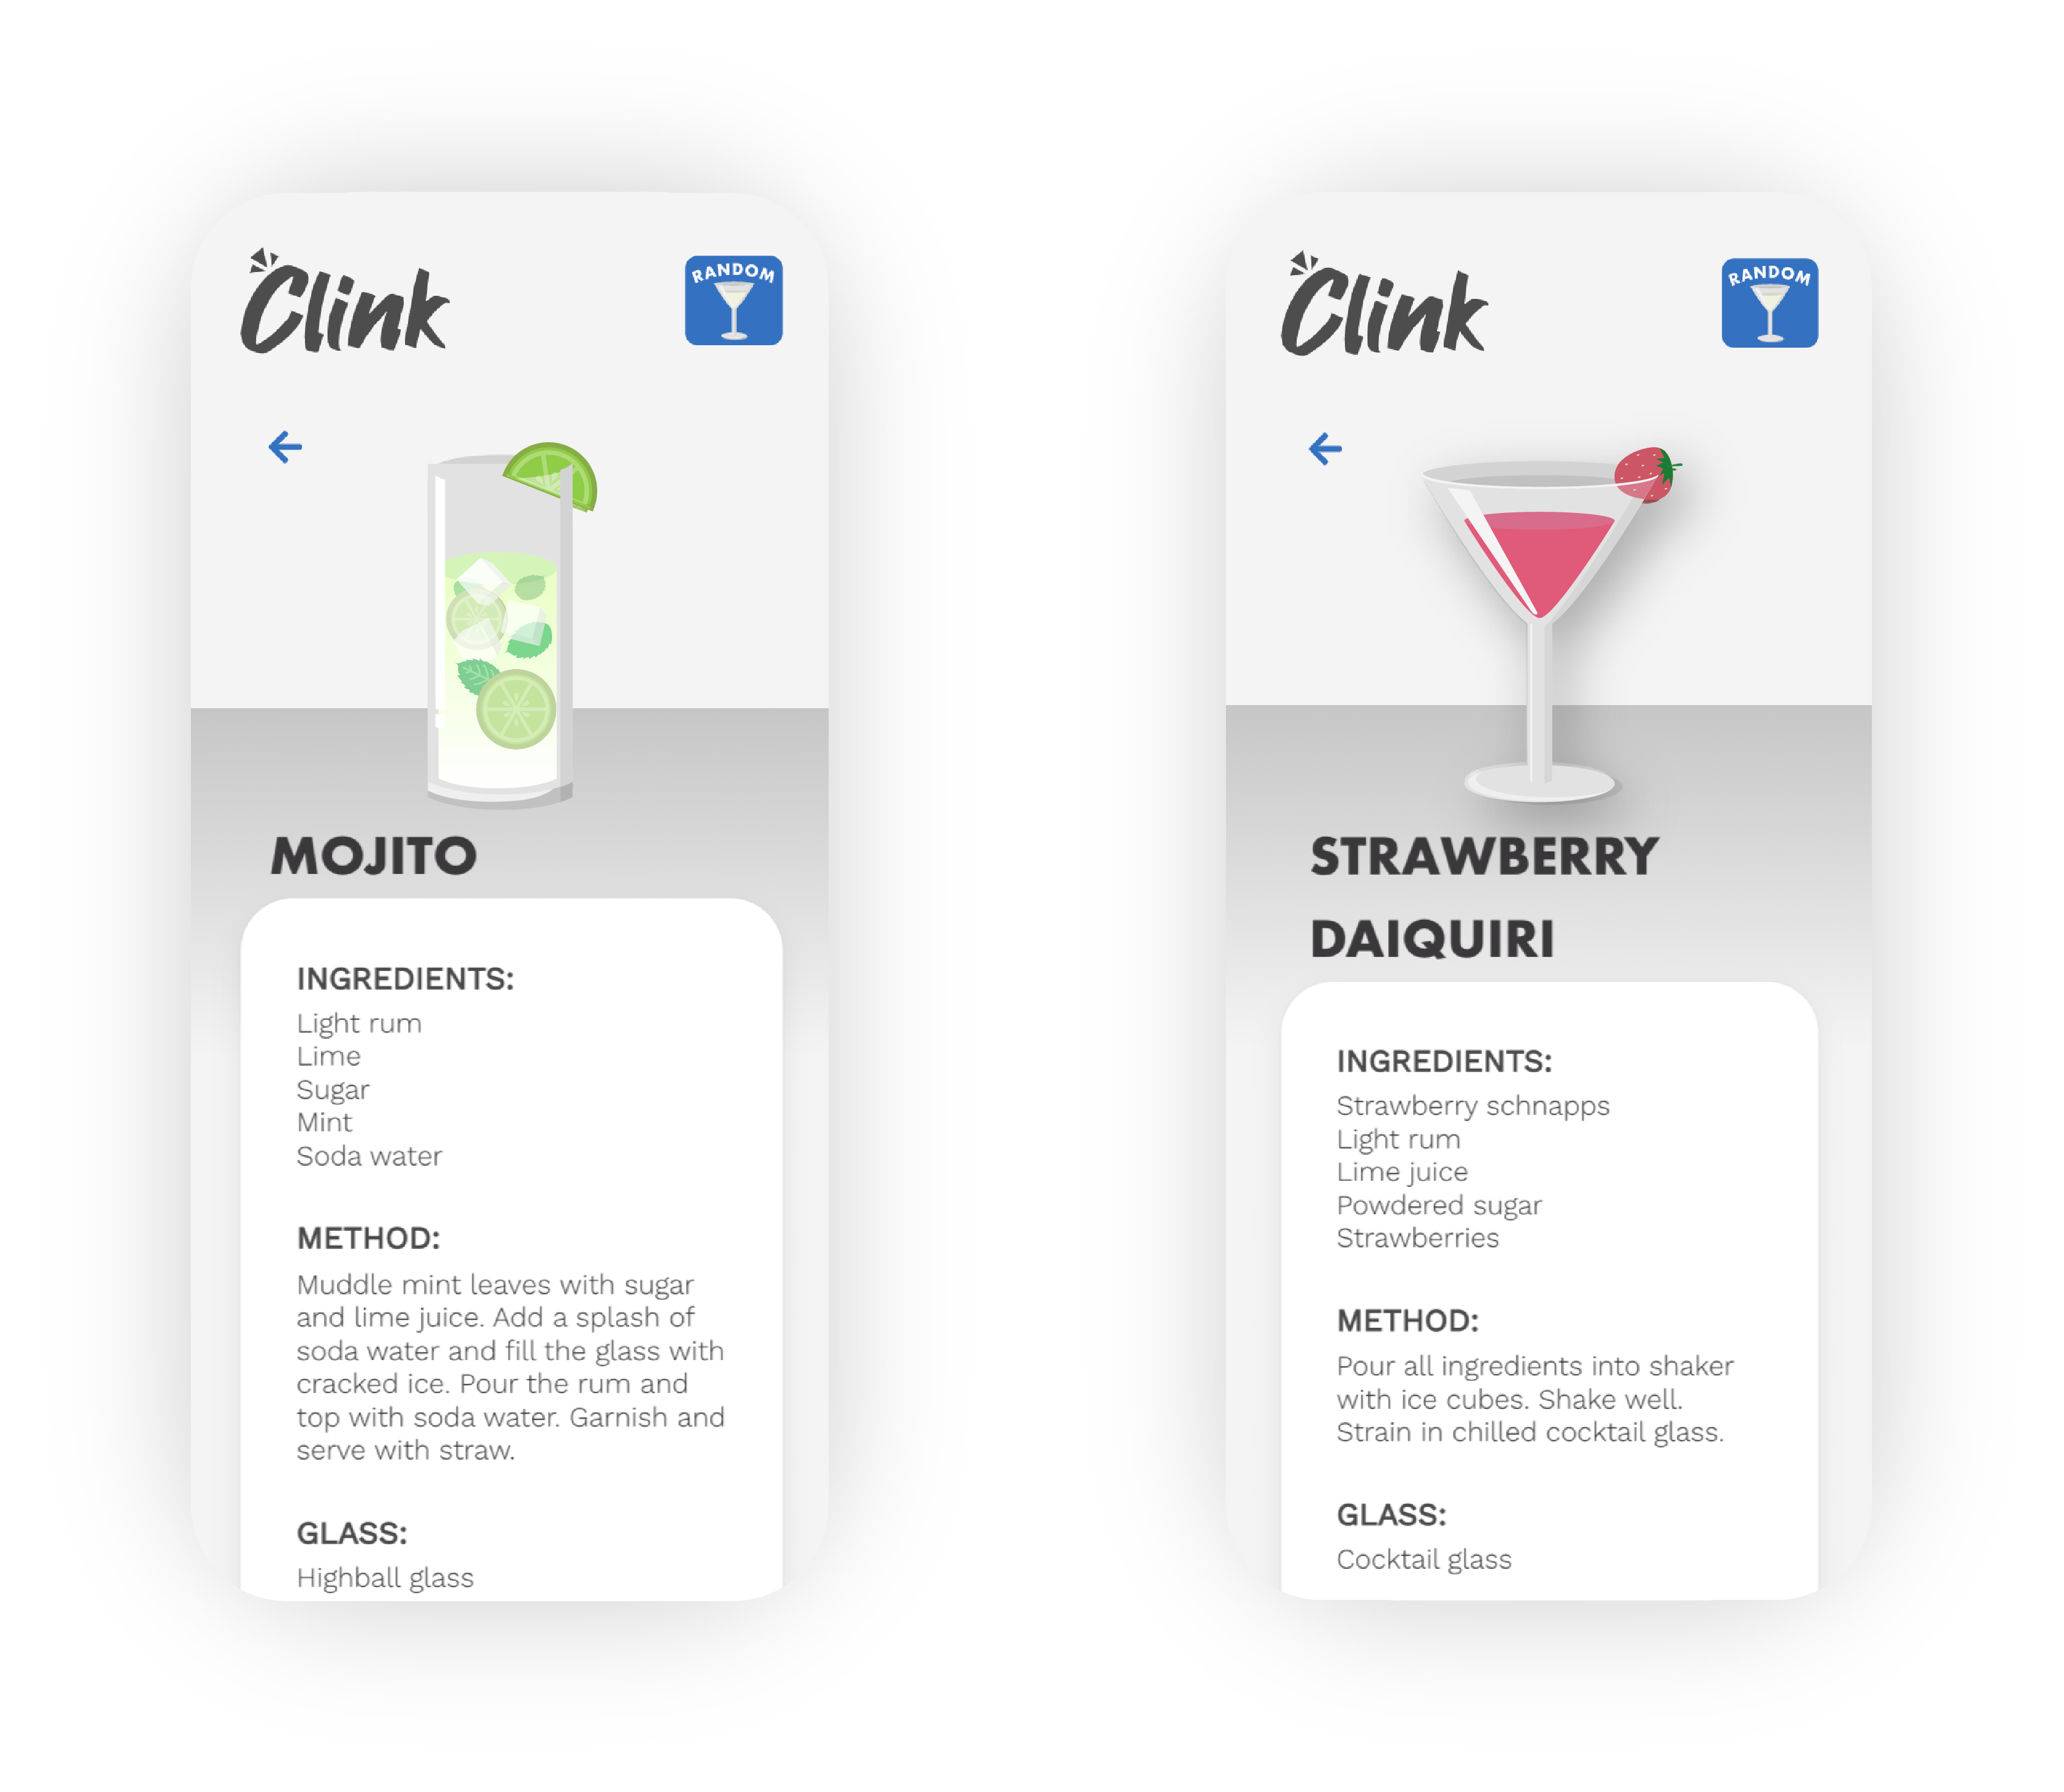 Clink
RANDOM
MOJITO
INGREDIENTS:
Light rum
Lime
Sugar
Mint
Soda water
METHOD:
Muddle mint leaves with sugar
and lime juice. Add a splash of
soda water and fill the glass with
cracked ice. Pour the rum and
top with soda water. Garnish and
serve with straw.
GLASS:
Highball glass
Clink
RANDOM
STRAWBERRY
DAIQUIRI
INGREDIENTS:
Strawberry schnapps
Light rum
Lime juice
Powdered sugar
Strawberries
METHOD:
Pour all ingredients into shaker
with ice cubes. Shake well.
Strain in chilled cocktail glass.
GLASS:
Cocktail glass